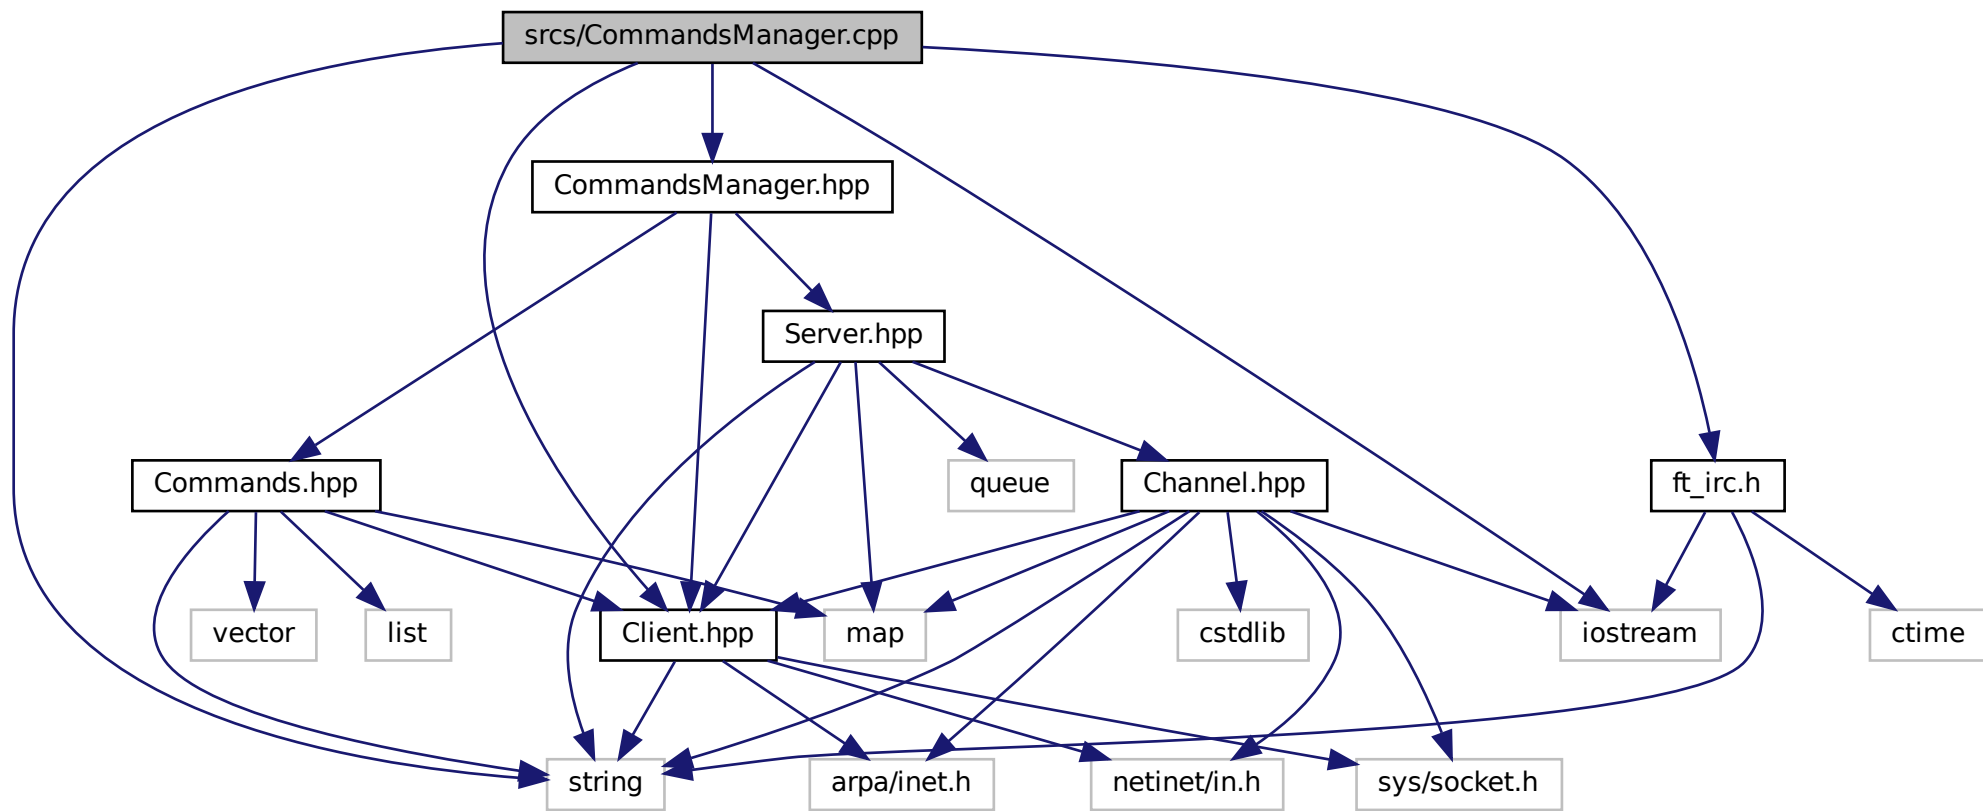 srcs/CommandsManager.cpp
CommandsManager.hpp
Server.hpp
Commands.hpp
queue
Channel.hpp
ft_irc.h
vector
list
Client.hpp
map
cstdlib
iostream
ctime
string
arpa/inet.h
netinet/in.h
sys/socket.h